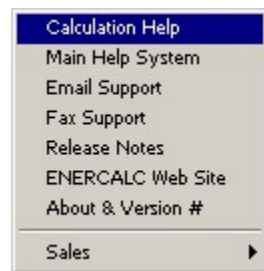 Calculation Help
Main Help System
Email Support
Fax Support
Release Notes
ENERCALC Web Site
About & Version #
Sales